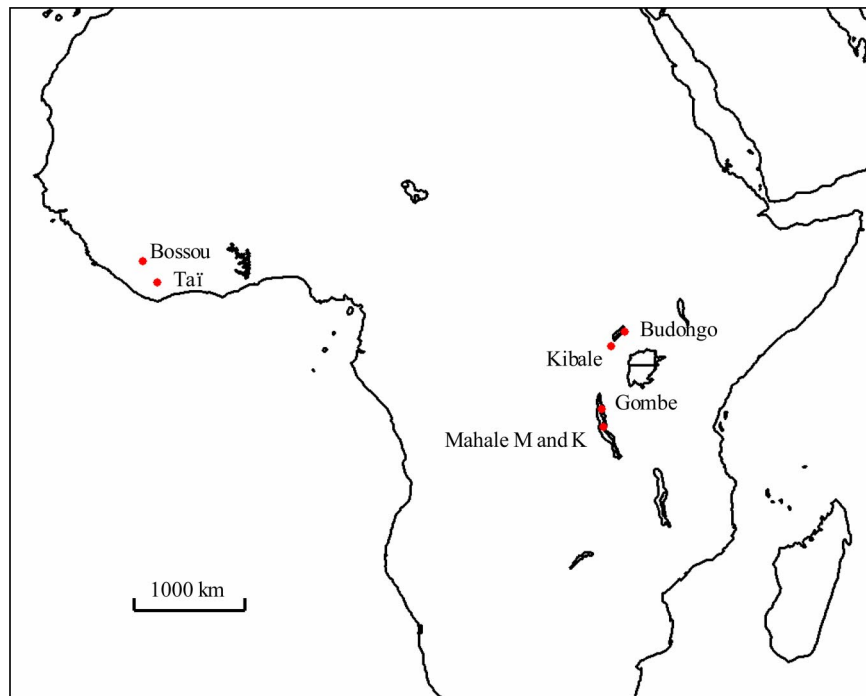 Bossou
Taï
Budongo
Kibale
Gombe
Mahale M and K
1000 km